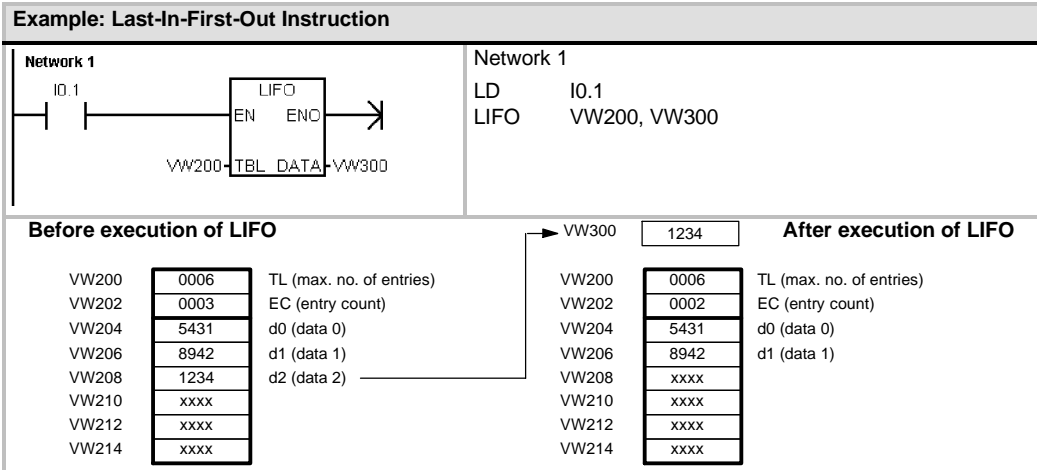 Example: Last-In-First-Out Instruction
Network 1
I0.1
LIFO
EN ENO
VW200 TBL DATA VW300
Network 1
LD I0.1
LIFO VW200, VW300
Before execution of LIFO
VW200 0006 TL (max. no. of entries)
VW202 0003 EC (entry count)
VW204 5431 d0 (data 0)
VW206 8942 d1 (data 1)
VW208 1234 d2 (data 2)
VW210 xxxx
VW212 xxxx
VW214 xxxx
VW300 1234 After execution of LIFO
VW200 0006 TL (max. no. of entries)
VW202 0002 EC (entry count)
VW204 5431 d0 (data 0)
VW206 8942 d1 (data 1)
VW208 xxxx
VW210 xxxx
VW212 xxxx
VW214 xxxx